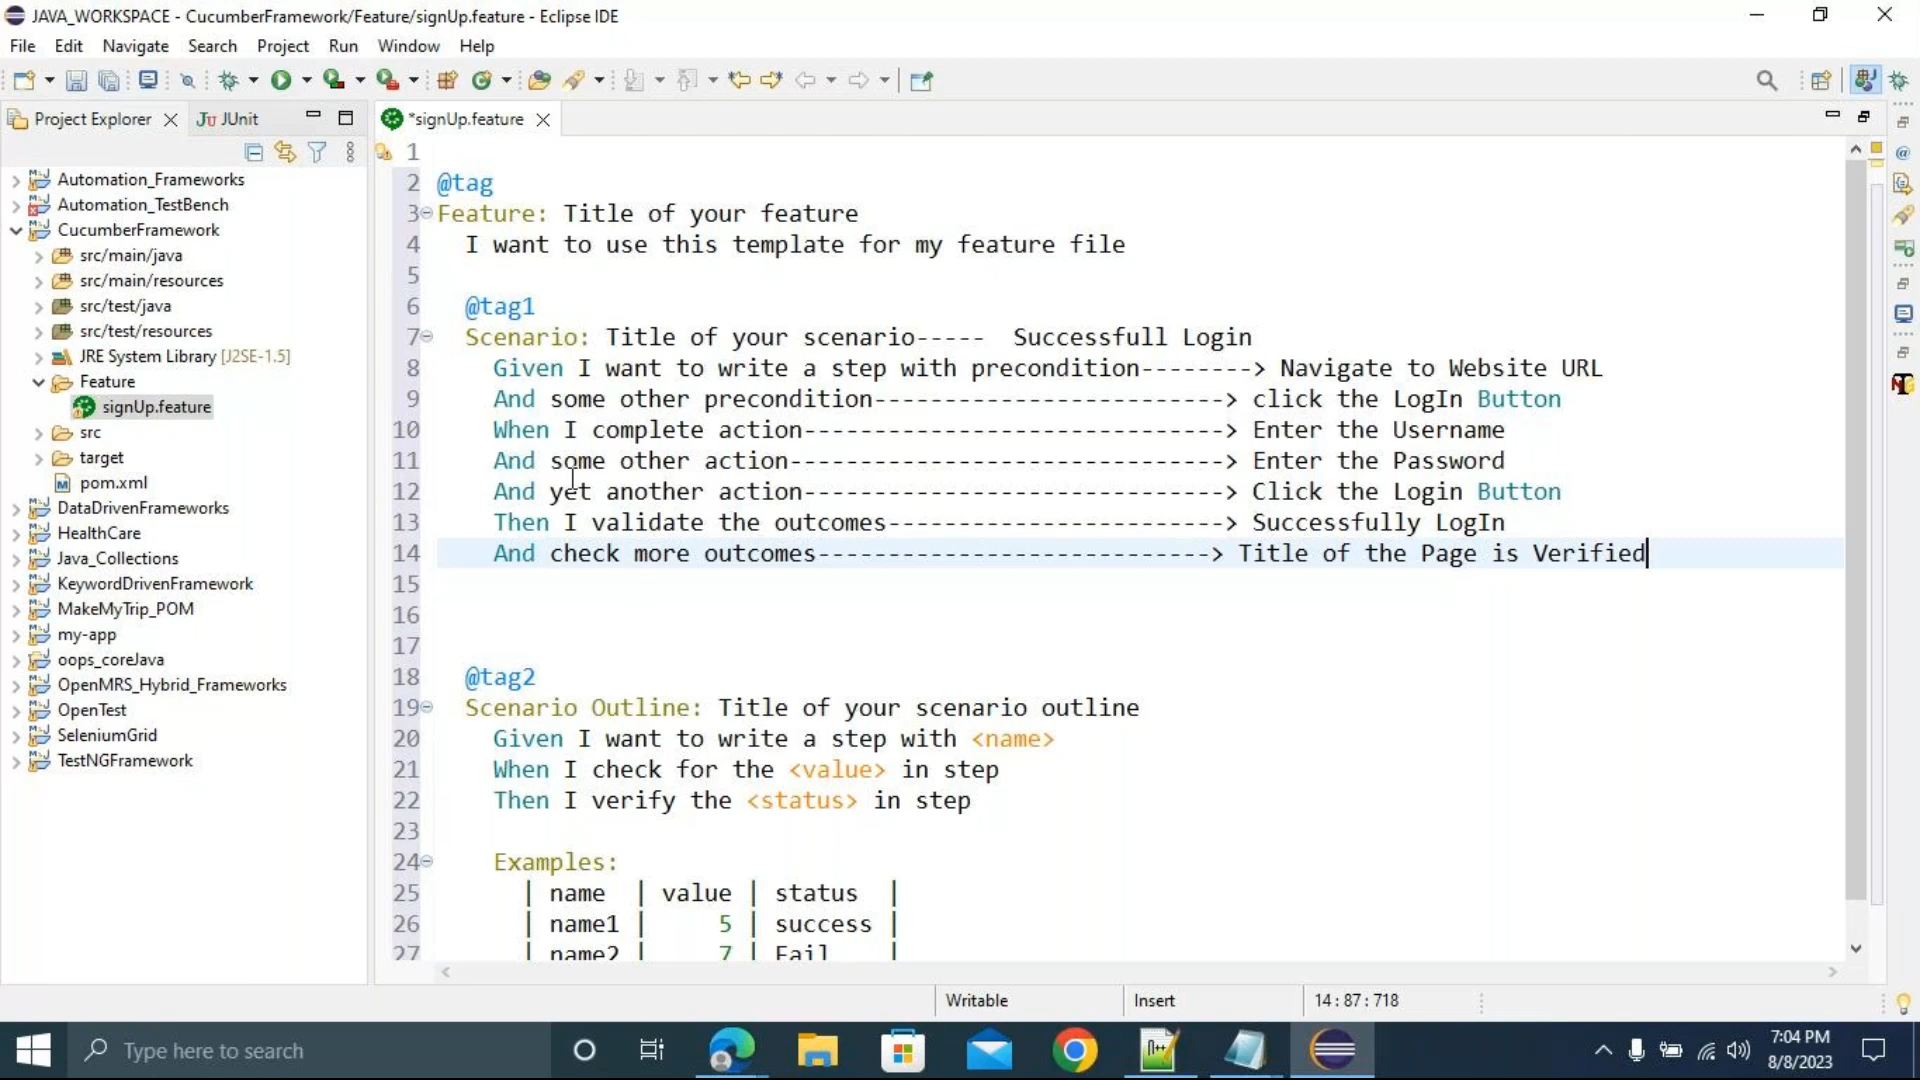 JAVA_WORKSPACE - CucumberFramework/Feature/signUp.feature - Eclipse IDE
File Edit Navigate Search Project Run Window Help
Project Explorer
JUnit
*signUp.feature
Automation_Frameworks
Automation_TestBench
CucumberFramework
src/main/java
src/main/resources
src/test/java
src/test/resources
JRE System Library [J2SE-1.5]
Feature
signUp.feature
src
target
pom.xml
DataDrivenFrameworks
HealthCare
Java_Collections
KeywordDrivenFramework
MakeMyTrip_POM
my-app
oops_coreJava
OpenMRS_Hybrid_Frameworks
OpenTest
SeleniumGrid
TestNGFramework
1
2 @tag
3 Feature: Title of your feature
4 I want to use this template for my feature file
5
6 @tag1
7 Scenario: Title of your scenario-----  Successfull Login
8 Given I want to write a step with precondition--------> Navigate to Website URL
9 And some other precondition-------------------------> click the LogIn Button
10 When I complete action------------------------------> Enter the Username
11 And some other action-------------------------------> Enter the Password
12 And yet another action------------------------------> Click the Login Button
13 Then I validate the outcomes------------------------> Successfully LogIn
14 And check more outcomes----------------------------> Title of the Page is Verified
15
16
17
18 @tag2
19 Scenario Outline: Title of your scenario outline
20 Given I want to write a step with <name>
21 When I check for the <value> in step
22 Then I verify the <status> in step
23
24 Examples:
25 | name | value | status |
26 | name1 | 5 | success |
27 | name2 | 7 | Fail |
Writable Insert 14 : 87 : 718
Type here to search
7:04 PM
8/8/2023